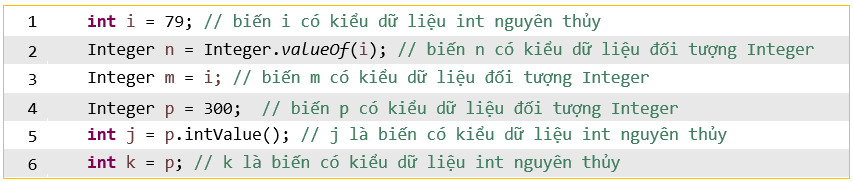 1 int i = 79; // biến i có kiểu dữ liệu int nguyên thủy
2 Integer n = Integer.valueOf(i); // biến n có kiểu dữ liệu đối tượng Integer
3 Integer m = i; // biến m có kiểu dữ liệu đối tượng Integer
4 Integer p = 300; // biến p có kiểu dữ liệu đối tượng Integer
5 int j = p.intValue(); // j là biến có kiểu dữ liệu int nguyên thủy
6 int k = p; // k là biến có kiểu dữ liệu int nguyên thủy